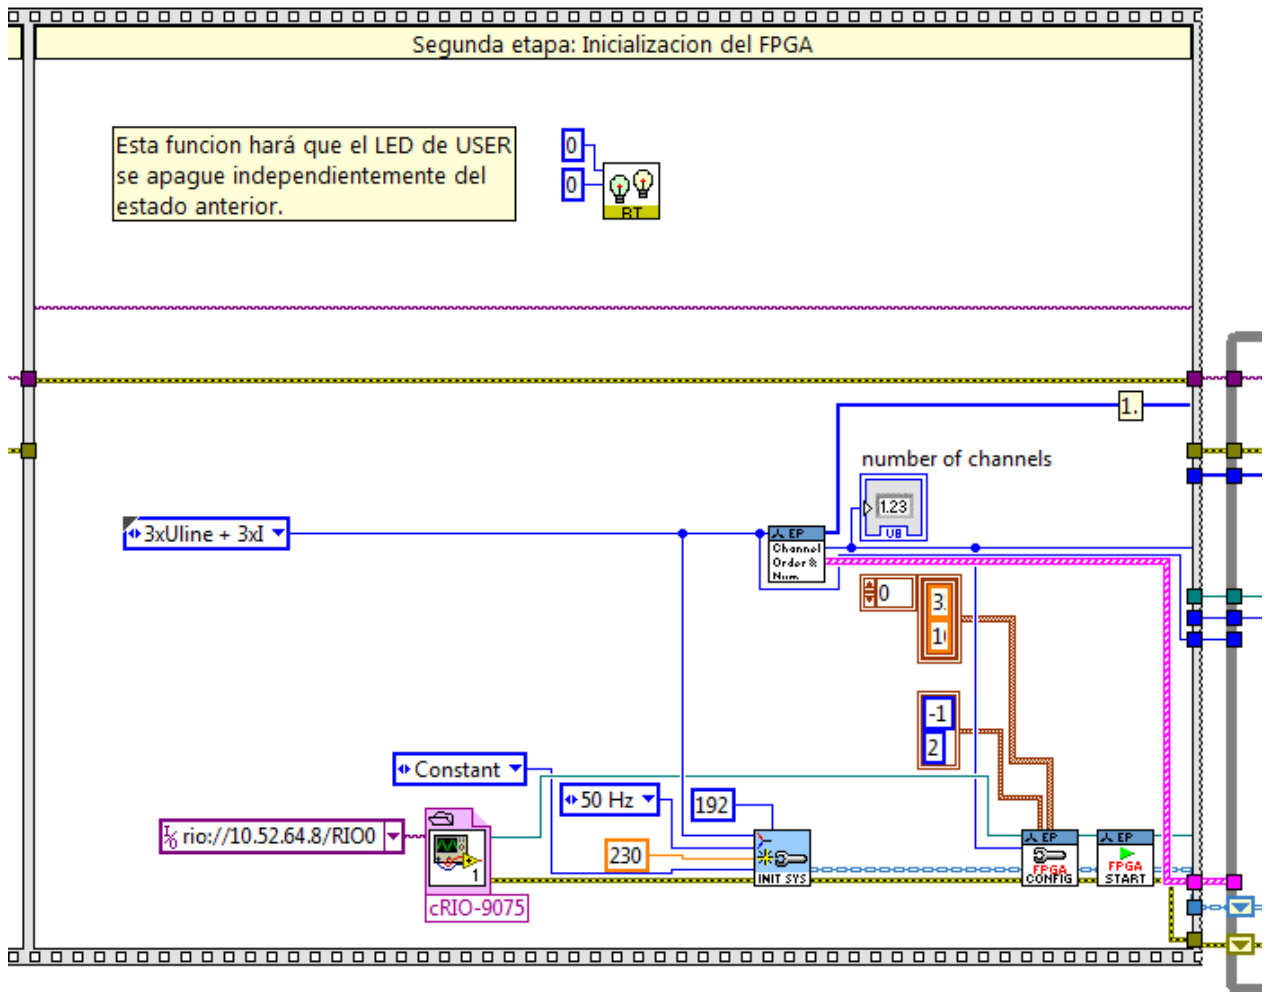 Segunda etapa: Inicializacion del FPGA
Esta funcion hará que el LED de USER
se apague independientemente del
estado anterior.
0
0
RT
1.
number of channels
1.23
U8
3xUline + 3xI
EP
Channel
Order &
Num
0
3.
1
-1
2
Constant
50 Hz
192
rio://10.52.64.8/RIO0
230
1
INIT SYS
EP
FPGA
CONFIG
EP
FPGA
START
cRIO-9075